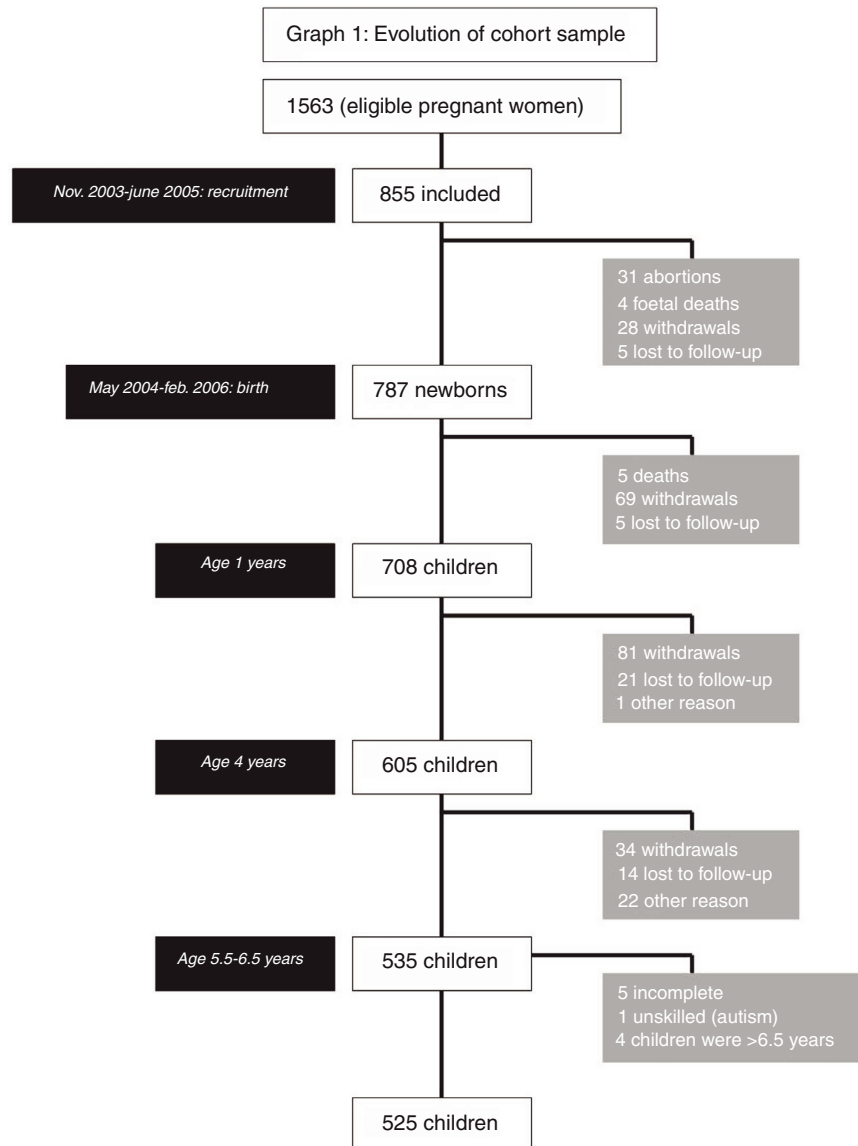 Graph 1: Evolution of cohort sample
1563 (eligible pregnant women)
Nov. 2003-june 2005: recruitment
855 included
31 abortions
4 foetal deaths
28 withdrawals
5 lost to follow-up
May 2004-feb. 2006: birth
787 newborns
5 deaths
69 withdrawals
5 lost to follow-up
Age 1 years
708 children
81 withdrawals
21 lost to follow-up
1 other reason
Age 4 years
605 children
34 withdrawals
14 lost to follow-up
22 other reason
Age 5.5-6.5 years
535 children
5 incomplete
1 unskilled (autism)
4 children were >6.5 years
525 children